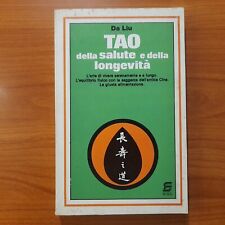 Da Liu
TAO
della salute e della
longevità
L'arte di vivere serenamente e a lungo.
L'equilibrio fisico con la saggezza dell'antica Cina.
La giusta alimentazione.
長
壽
之
道